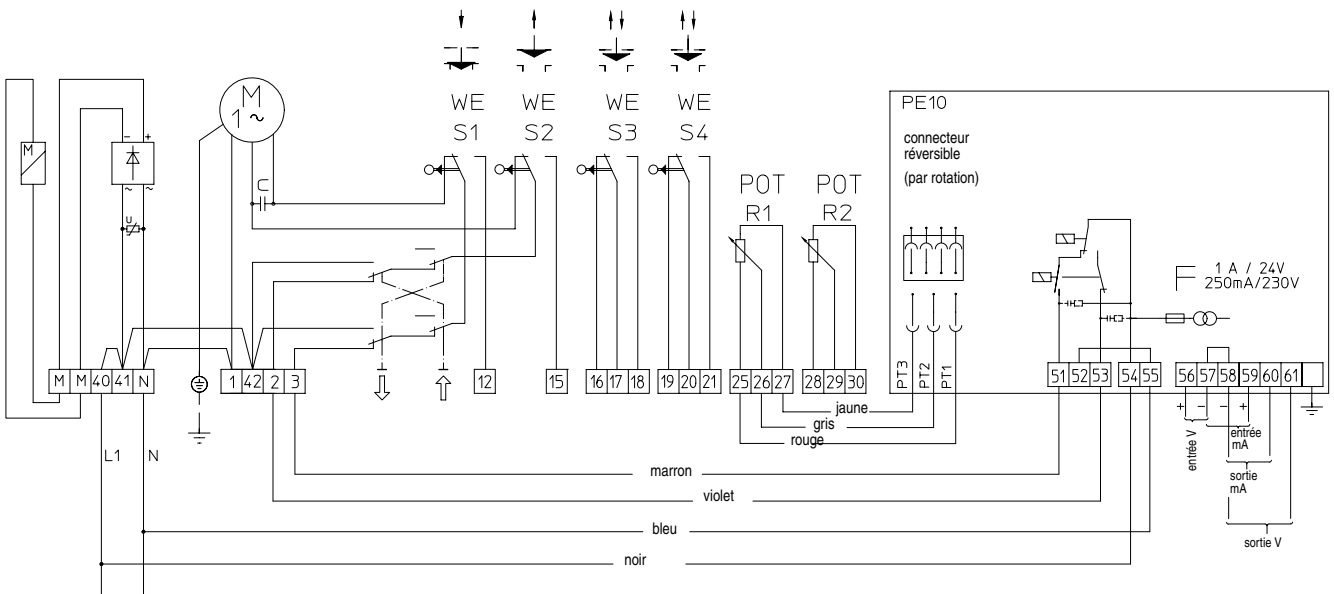 M
M
1 ~
- +
~ ~
U
C
WE
S1
WE
S2
WE
S3
WE
S4
POT
R1
POT
R2
PE10
connecteur
réversible
(par rotation)
1 A / 24V
250mA/230V
PT3
PT2
PT1
M M 40 41 N
1 42 2 3
12
15
16 17 18
19 20 21
25 26 27
28 29 30
51 52 53
54 55
56 57 58 59 60 61
+ - - +
entrée V
entrée
mA
sortie
mA
sortie V
jaune
gris
rouge
L1
N
marron
violet
bleu
noir